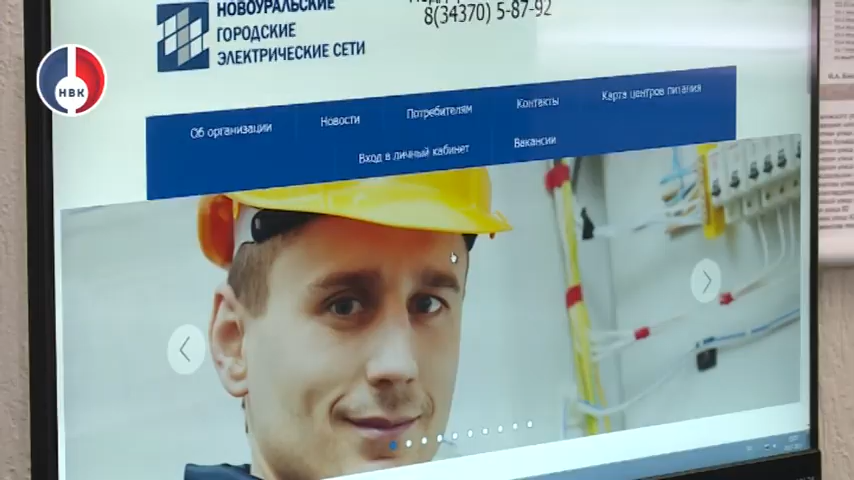 НОВОУРАЛЬСКИЕ
ГОРОДСКИЕ
ЭЛЕКТРИЧЕСКИЕ СЕТИ
8(34370) 5-87-92
НВК
Об организации
Новости
Потребителям
Контакты
Карта центров питания
Вход в личный кабинет
Вакансии